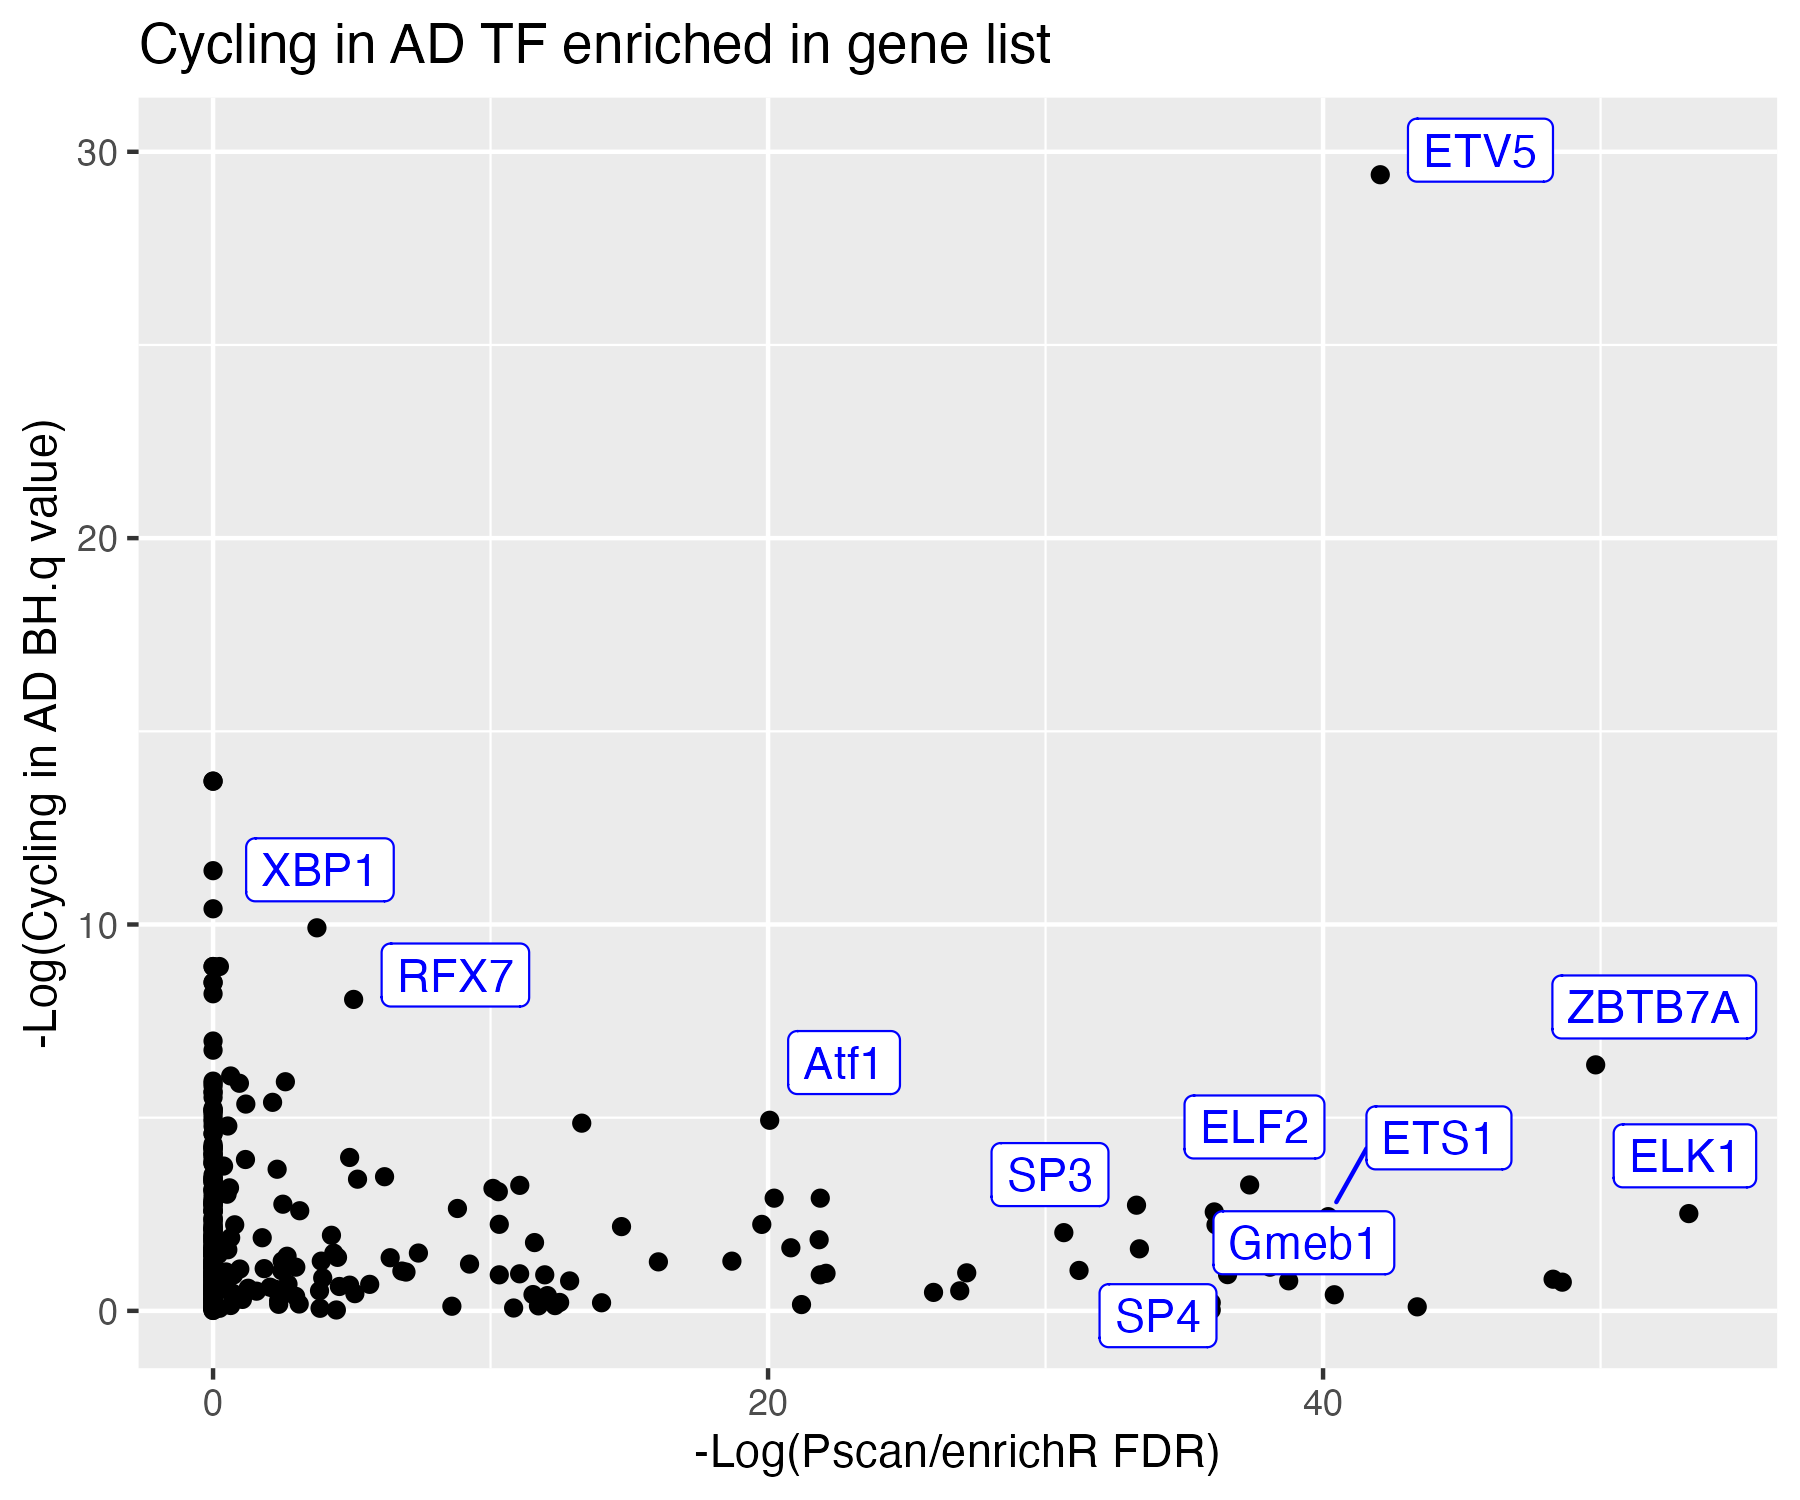 Cycling in AD TF enriched in gene list
-Log(Cycling in AD BH.q value)
30
20
10
0
ETV5
XBP1
RFX7
ZBTB7A
Atf1
ELF2
ETS1
ELK1
SP3
Gmeb1
SP4
0
20
40
-Log(Pscan/enrichR FDR)